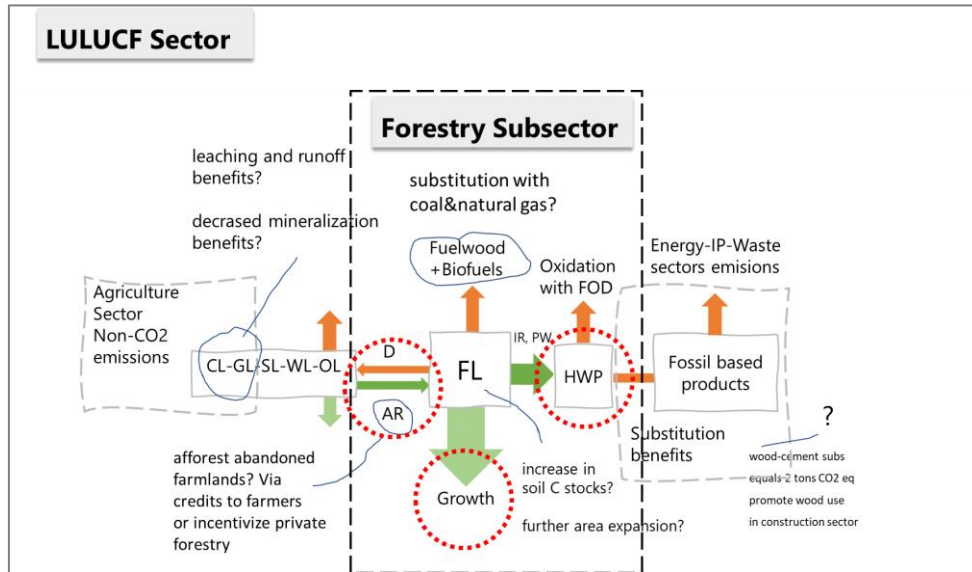 LULUCF Sector
Forestry Subsector
leaching and runoff
benefits?
decrased mineralization
benefits?
substitution with
coal&natural gas?
Fuelwood
+Biofuels
Oxidation
with FOD
Energy-IP-Waste
sectors emisions
Agriculture
Sector
Non-CO2
emissions
CL-GL-SL-WL-OL
D
AR
FL
IR, PW
HWP
Fossil based
products
Substitution
benefits
?
wood-cement subs
equals 2 tons CO2 eq
promote wood use
in construction sector
afforest abandoned
farmlands? Via
credits to farmers
or incentivize private
forestry
Growth
increase in
soil C stocks?
further area expansion?